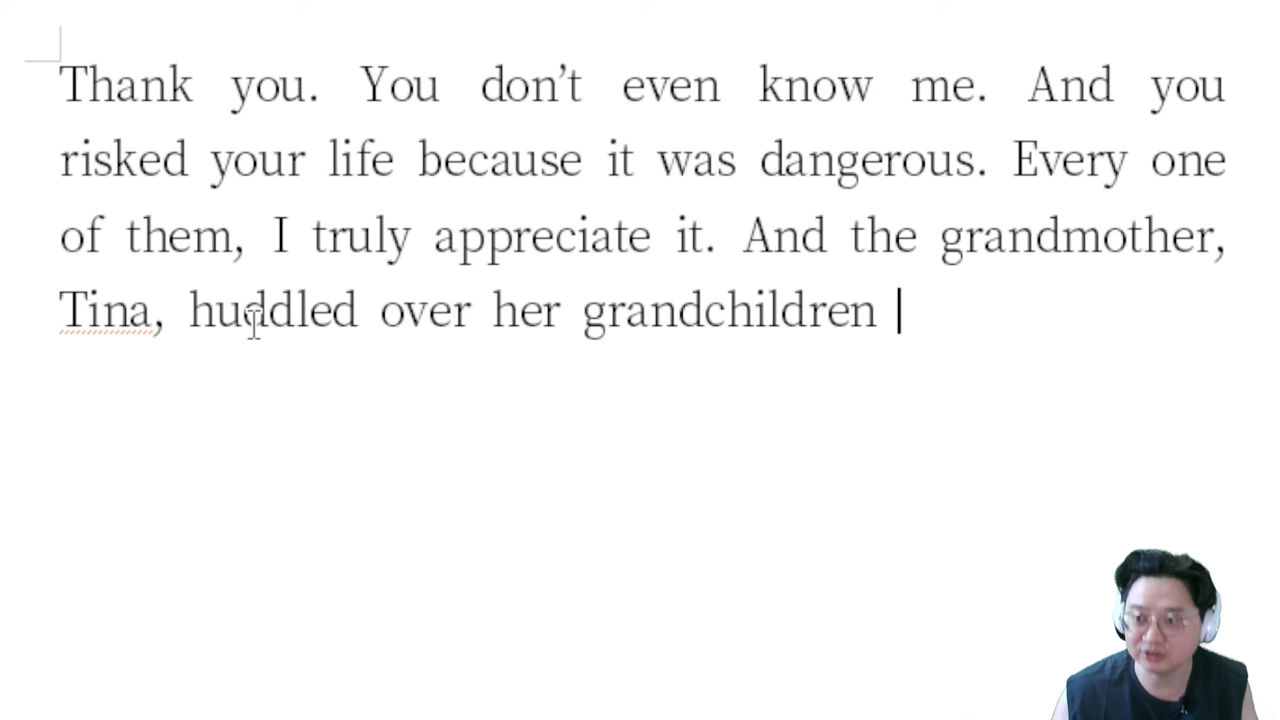 Thank you. You don’t even know me. And you
risked your life because it was dangerous. Every one
of them, I truly appreciate it. And the grandmother,
Tina, huddled over her grandchildren